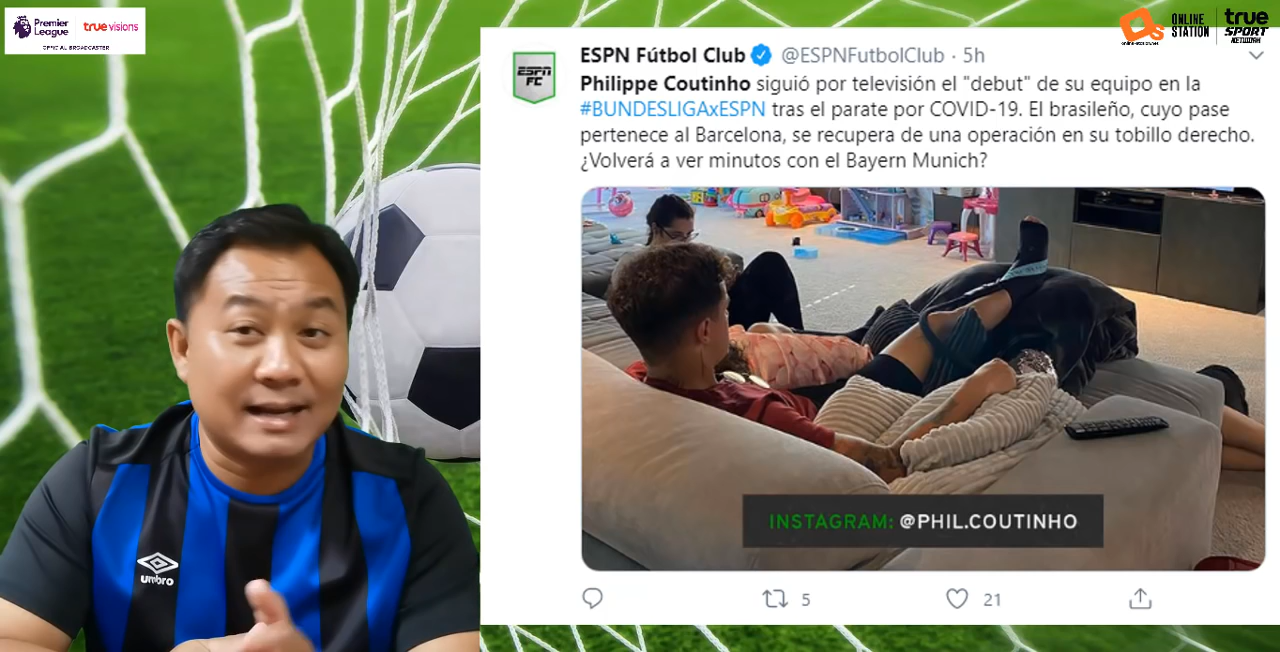 Premier League
true visions
OFFICIAL BROADCASTER
ONLINE STATION
true SPORT NETWORK
ESPN FC
ESPN Fútbol Club @ESPNFutbolClub · 5h
Philippe Coutinho siguió por televisión el "debut" de su equipo en la
#BUNDESLIGAxESPN tras el parate por COVID-19. El brasileño, cuyo pase
pertenece al Barcelona, se recupera de una operación en su tobillo derecho.
¿Volverá a ver minutos con el Bayern Munich?
INSTAGRAM: @PHIL.COUTINHO
umbro
5
21